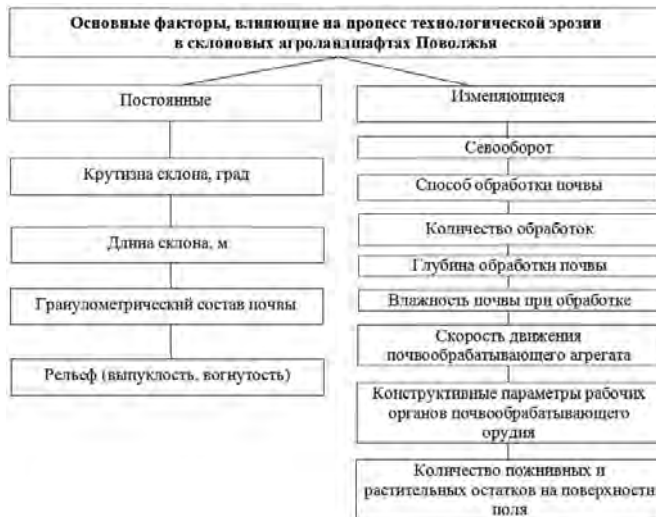 Основные факторы, влияющие на процесс технологической эрозии
в склоновых агроландшафтах Поволжья
Постоянные
Крутизна склона, град
Длина склона, м
Гранулометрический состав почвы
Рельеф (выпуклость, вогнутость)
Изменяющиеся
Севооборот
Способ обработки почвы
Количество обработок
Глубина обработки почвы
Влажность почвы при обработке
Скорость движения
почвообрабатывающего агрегата
Конструктивные параметры рабочих
органов почвообрабатывающего
орудия
Количество пожнивных и
растительных остатков на поверхности
поля